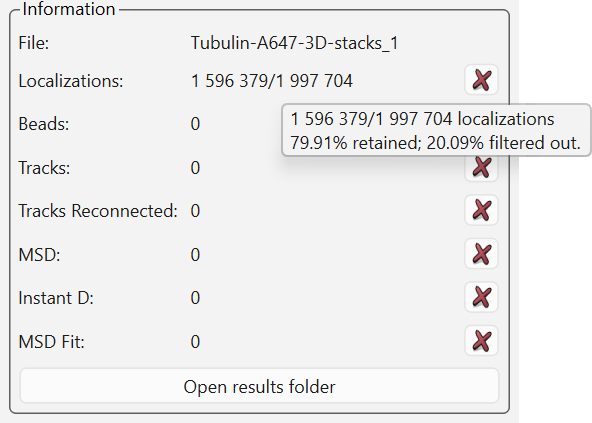 Information
File: Tubulin-A647-3D-stacks_1
Localizations: 1 596 379/1 997 704
1 596 379/1 997 704 localizations
79.91% retained; 20.09% filtered out.
Beads: 0
Tracks: 0
Tracks Reconnected: 0
MSD: 0
Instant D: 0
MSD Fit: 0
Open results folder